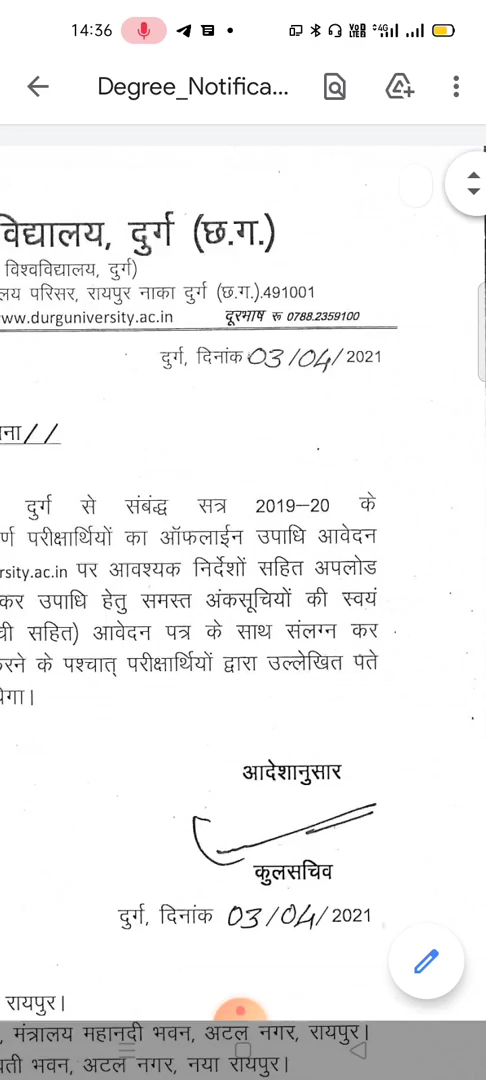 14:36
Degree_Notifica...
विद्यालय, दुर्ग (छ.ग.)
विश्वविद्यालय, दुर्ग)
लय परिसर, रायपुर नाका दुर्ग (छ.ग.).491001
www.durguniversity.ac.in दूरभाष रू 0788.2359100
दुर्ग, दिनांक 03/04/2021
ना//
दुर्ग से संबंद्ध सत्र 2019–20 के
र्ण परीक्षार्थियों का ऑफलाईन उपाधि आवेदन
rsity.ac.in पर आवश्यक निर्देशों सहित अपलोड
कर उपाधि हेतु समस्त अंकसूचियों की स्वयं
ची सहित) आवेदन पत्र के साथ संलग्न कर
रने के पश्चात् परीक्षार्थियों द्वारा उल्लेखित पते
येगा।
आदेशानुसार
कुलसचिव
दुर्ग, दिनांक 03/04/2021
रायपुर।
, मंत्रालय महानदी भवन, अटल नगर, रायपुर।
वती भवन, अटल नगर, नया रायपुर।